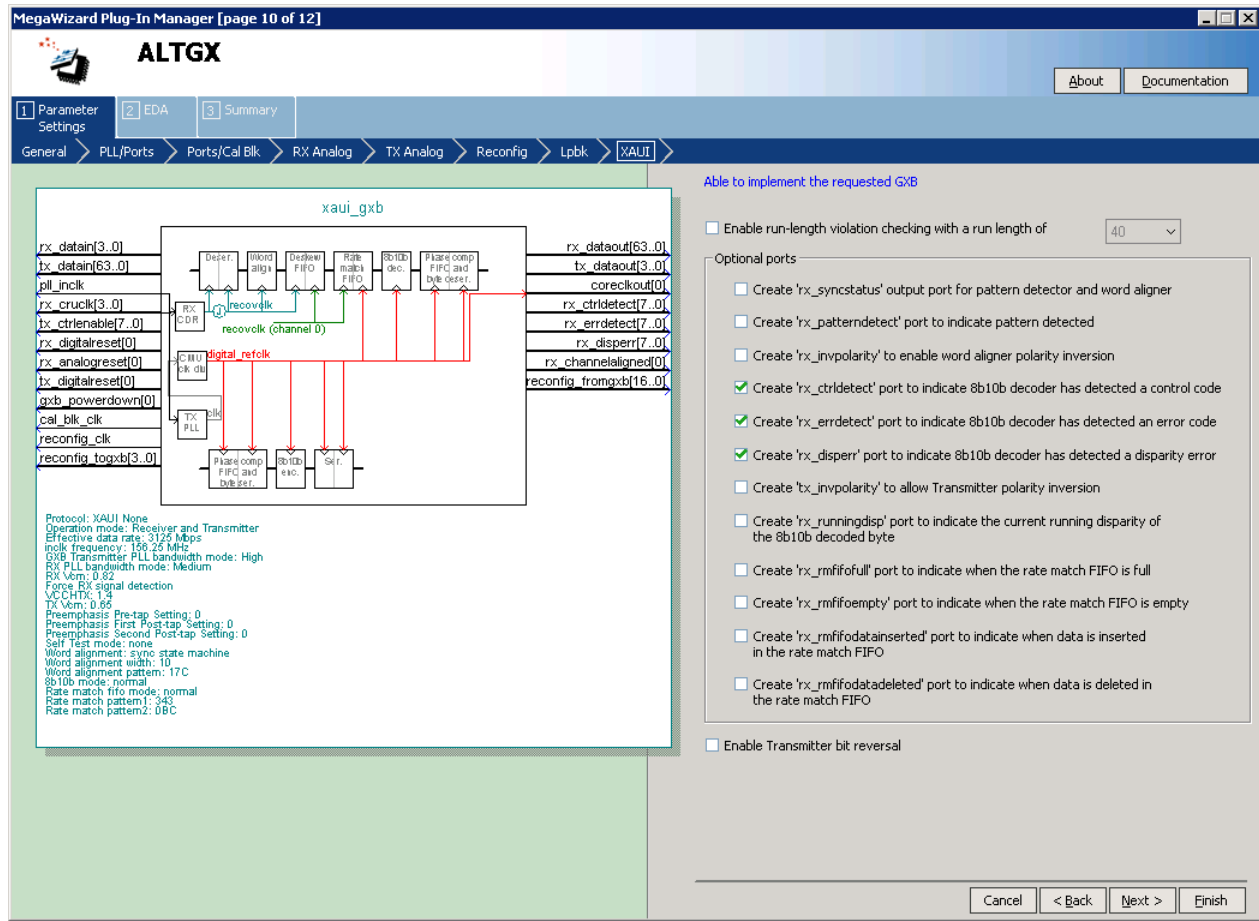 MegaWizard Plug-In Manager [page 10 of 12]
ALTGX
About
Documentation
1 Parameter Settings
2 EDA
3 Summary
General
PLL/Ports
Ports/Cal Blk
RX Analog
TX Analog
Reconfig
Lpbk
XAUI
xaui_gxb
rx_datain[3..0]
tx_datain[63..0]
pll_inclk
rx_cruclk[3..0]
tx_ctrlenable[7..0]
rx_digitalreset[0]
rx_analogreset[0]
tx_digitalreset[0]
gxb_powerdown[0]
cal_blk_clk
reconfig_clk
reconfig_togxb[3..0]
Deser.
Word align
Deskew FIFO
Rate match FIFO
8b10b dec.
Phase comp FIFO and byte deser.
RX CDR
recovclk
recovclk (channel 0)
CMU clk div
digital_refclk
TX PLL
clk
Phase comp FIFO and byte ser.
8b10b enc.
Ser.
rx_dataout[63..0]
tx_dataout[3..0]
coreclkout[0]
rx_ctrldetect[7..0]
rx_errdetect[7..0]
rx_disperr[7..0]
rx_channelaligned[0]
reconfig_fromgxb[16..0]
Protocol: XAUI None
Operation mode: Receiver and Transmitter
Effective data rate: 3125 Mbps
inclk frequency: 156.25 MHz
GXB Transmitter PLL bandwidth mode: High
RX PLL bandwidth mode: Medium
RX Vcm: 0.82
Force RX signal detection
VCCHTX: 1.4
TX Vcm: 0.65
Preemphasis Pre-tap Setting: 0
Preemphasis First Post-tap Setting: 0
Preemphasis Second Post-tap Setting: 0
Self Test mode: none
Word alignment: sync state machine
Word alignment width: 10
Word alignment pattern: 17C
8b10b mode: normal
Rate match fifo mode: normal
Rate match pattern1: 343
Rate match pattern2: 0BC
Able to implement the requested GXB
Enable run-length violation checking with a run length of 40
Optional ports
Create 'rx_syncstatus' output port for pattern detector and word aligner
Create 'rx_patterndetect' port to indicate pattern detected
Create 'rx_invpolarity' to enable word aligner polarity inversion
Create 'rx_ctrldetect' port to indicate 8b10b decoder has detected a control code
Create 'rx_errdetect' port to indicate 8b10b decoder has detected an error code
Create 'rx_disperr' port to indicate 8b10b decoder has detected a disparity error
Create 'tx_invpolarity' to allow Transmitter polarity inversion
Create 'rx_runningdisp' port to indicate the current running disparity of
the 8b10b decoded byte
Create 'rx_rmfifofull' port to indicate when the rate match FIFO is full
Create 'rx_rmfifoempty' port to indicate when the rate match FIFO is empty
Create 'rx_rmfifodatainserted' port to indicate when data is inserted
in the rate match FIFO
Create 'rx_rmfifodatadeleted' port to indicate when data is deleted in
the rate match FIFO
Enable Transmitter bit reversal
Cancel
< Back
Next >
Finish